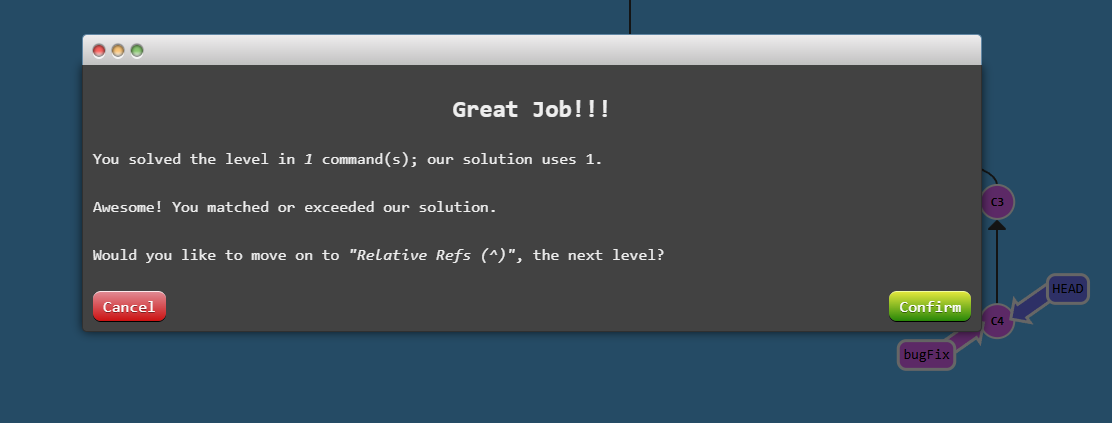 Great Job!!!
You solved the level in 1 command(s); our solution uses 1.
Awesome! You matched or exceeded our solution.
Would you like to move on to "Relative Refs (^)", the next level?
Cancel
Confirm
C3
HEAD
C4
bugFix